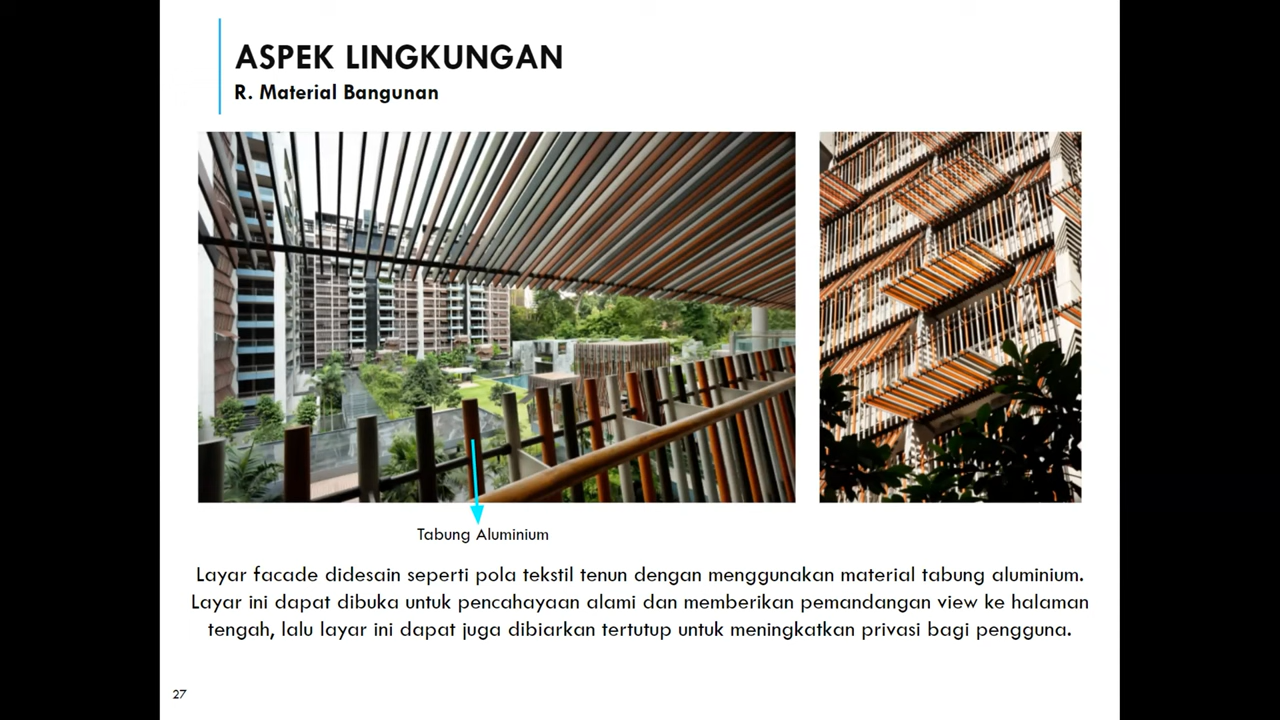 ASPEK LINGKUNGAN
R. Material Bangunan
Tabung Aluminium
Layar facade didesain seperti pola tekstil tenun dengan menggunakan material tabung aluminium.
Layar ini dapat dibuka untuk pencahayaan alami dan memberikan pemandangan view ke halaman
tengah, lalu layar ini dapat juga dibiarkan tertutup untuk meningkatkan privasi bagi pengguna.
27